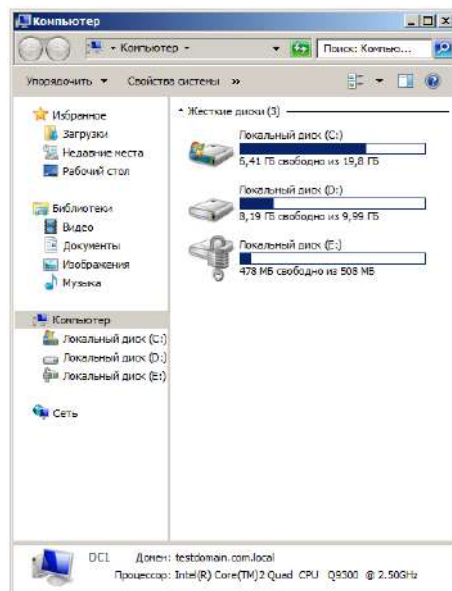 Компьютер
Компьютер
Поиск: Компью...
Упорядочить
Свойства системы »
Избранное
Загрузки
Недавние места
Рабочий стол
Библиотеки
Видео
Документы
Изображения
Музыка
Компьютер
Локальный диск (C:)
Локальный диск (D:)
Локальный диск (E:)
Сеть
Жесткие диски (3)
Локальный диск (C:)
6,41 ГБ свободно из 19,8 ГБ
Локальный диск (D:)
8,19 ГБ свободно из 9,99 ГБ
Локальный диск (E:)
478 МБ свободно из 508 МБ
DC1 Домен: testdomain.com.local
Процессор: Intel(R) Core(TM)2 Quad CPU Q9300 @ 2.50GHz